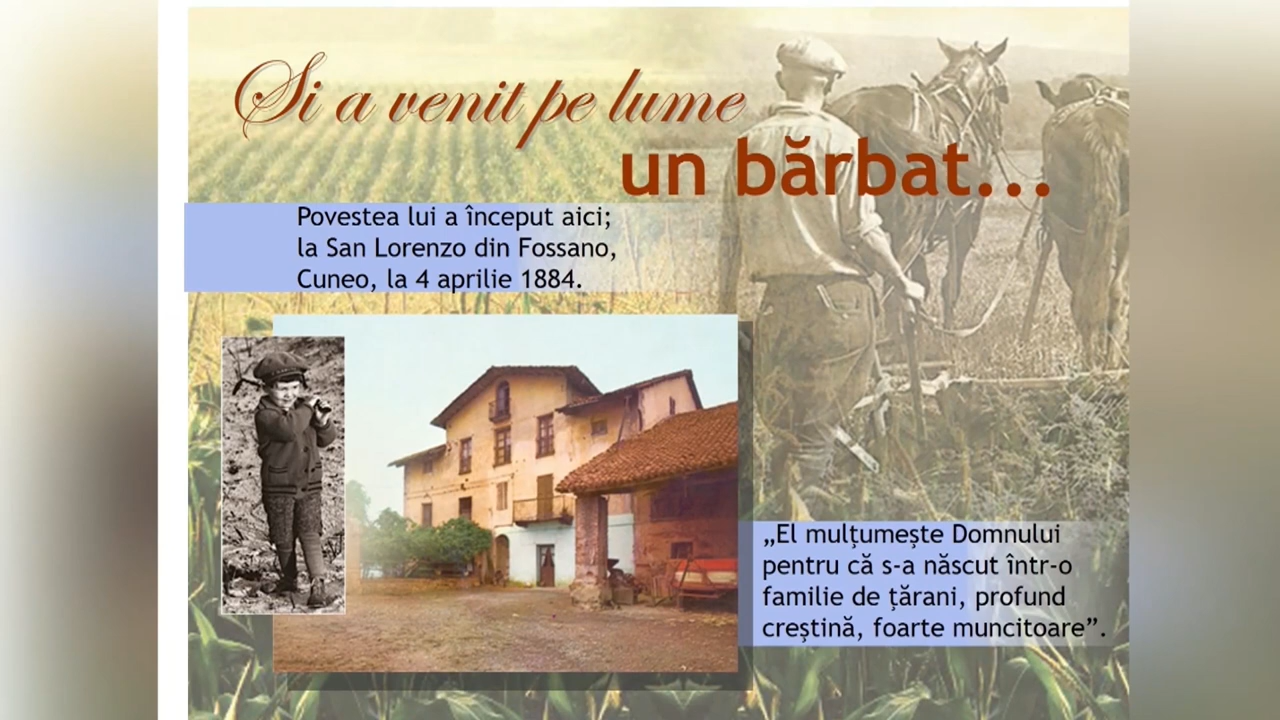 Si a venit pe lume
un bărbat...
Povestea lui a început aici;
la San Lorenzo din Fossano,
Cuneo, la 4 aprilie 1884.
„El mulțumește Domnului
pentru că s-a născut într-o
familie de țărani, profund
creștină, foarte muncitoare”.